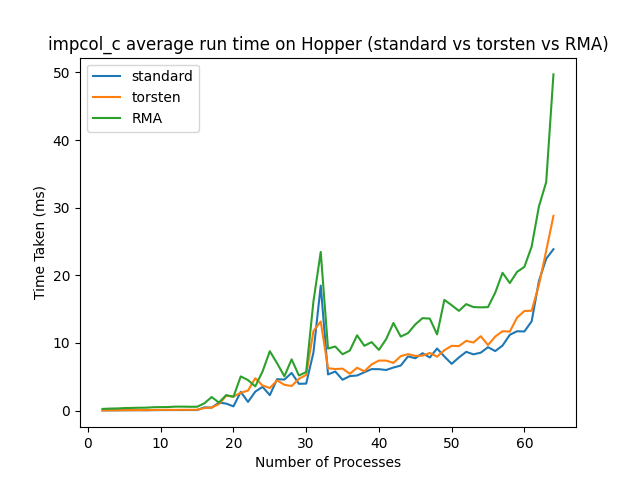 impcol_c average run time on Hopper (standard vs torsten vs RMA)
standard
torsten
RMA
Time Taken (ms)
50
40
30
20
10
0
0 10 20 30 40 50 60
Number of Processes